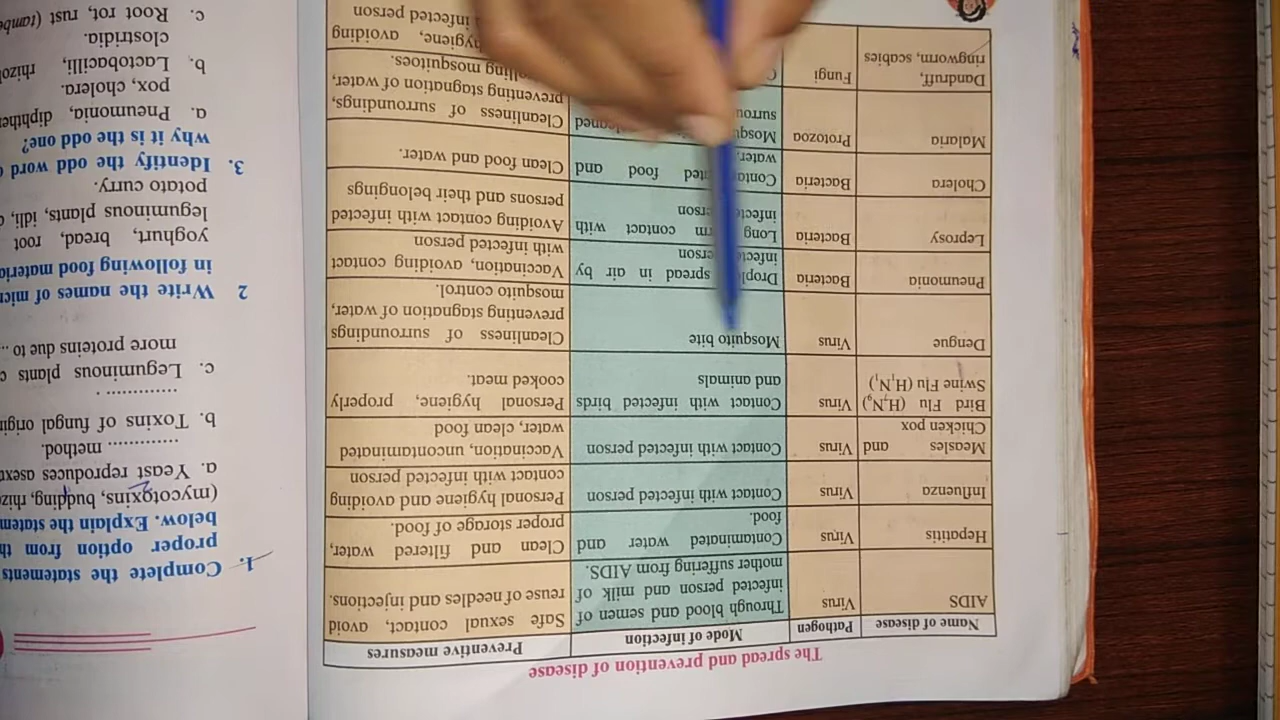 The spread and prevention of disease
Name of disease Pathogen Mode of infection Preventive measures
AIDS Virus Through blood and semen of infected person and milk of mother suffering from AIDS. Safe sexual contact, avoid reuse of needles and injections.
Hepatitis Virus Contaminated water and food. Clean and filtered water, proper storage of food.
Influenza Virus Contact with infected person Personal hygiene and avoiding contact with infected person
Measles and Chicken pox Virus Contact with infected person Vaccination, uncontaminated water, clean food
Bird Flu (H7N9) Swine Flu (H1N1) Virus Contact with infected birds and animals Personal hygiene, properly cooked meat.
Dengue Virus Mosquito bite Cleanliness of surroundings preventing stagnation of water, mosquito control.
Pneumonia Bacteria spread in air by Vaccination, avoiding contact with infected person
Leprosy Bacteria Long contact with Avoiding contact with infected persons and their belongings
Cholera Bacteria food and water, Clean food and water.
Malaria Protozoa Cleanliness of surroundings, preventing stagnation of water, mosquitoes.
Dandruff, ringworm, scabies Fungi hygiene, avoiding infected person
1. Complete the statements
proper option from
below. Explain the
(mycotoxins, budding,
a. Yeast reproduces
............. method.
b. Toxins of fungal
............. .
c. Leguminous plants
more proteins due to ...
2 Write the names of
in following food
yoghurt, bread, root
leguminous plants, idli,
potato curry.
3. Identify the odd word
why it is the odd one?
a. Pneumonia,
pox, cholera.
b. Lactobacilli,
clostridia.
c. Root rot, rust